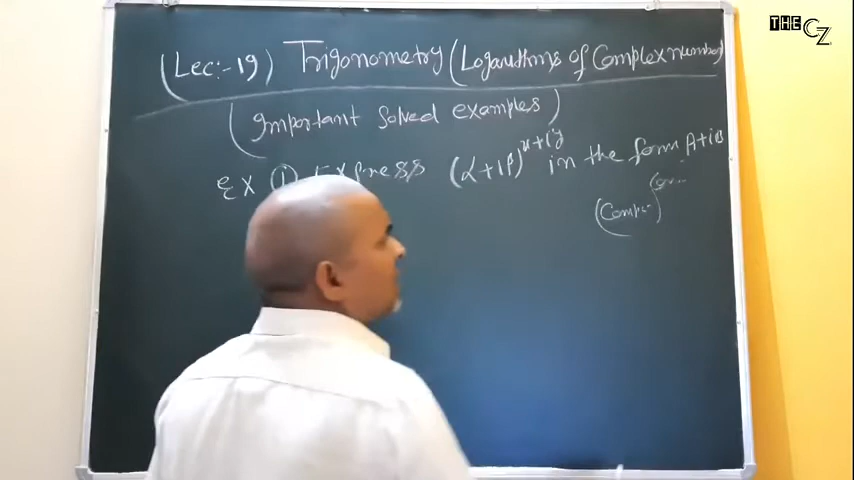 THE CZ
(Lec:-19) Trigonometry (Logarithms of Complex number)
(Important Solved examples)
Ex (1) Express (α+iβ)^x+iy in the form A+iB